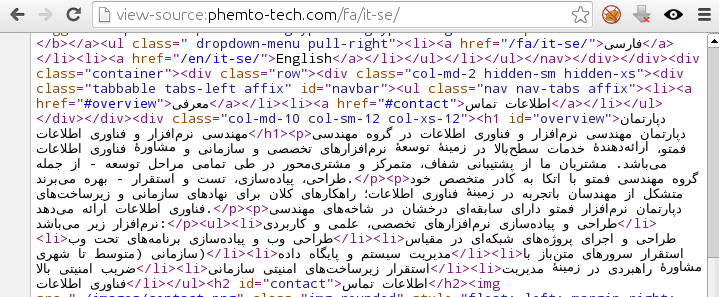 view-source:phemto-tech.com/fa/it-se/
</b></a><ul class=" dropdown-menu pull-right"><li><a href="/fa/it-se/">فارسی</a>
</li><li><a href="/en/it-se/">English</a></li></ul></li></ul></nav></div></div><div
class="container"><div class="row"><div class="col-md-2 hidden-sm hidden-xs"><div
class="tabbable tabs-left affix" id="navbar"><ul class="nav nav-tabs affix"><li><a
href="#overview">معرفی</a></li><li><a href="#contact">اطلاعات تماس</a></li></ul>
</div></div><div class="col-md-10 col-sm-12 col-xs-12"><h1 id="overview">دپارتمان
مهندسی نرم‌افزار و فناوری اطلاعات</h1><p>دپارتمان مهندسی نرم‌افزار و فناوری اطلاعات در گروه مهندسی
فمتو، ارائه‌دهندهٔ خدمات سطح‌بالا در زمینهٔ توسعهٔ نرم‌افزارهای تخصصی و سازمانی و مشاورهٔ فناوری اطلاعات
می‌باشد. مشتریان ما از پشتیبانی شفاف، متمرکز و مشتری‌محور در طی تمامی مراحل توسعه - از جمله
طراحی، پیاده‌سازی، تست و استقرار - بهره می‌برند.</p><p>گروه مهندسی فمتو با اتکا به کادر متخصص خود
متشکل از مهندسان باتجربه در زمینهٔ فناوری اطلاعات؛ راهکارهای کلان برای نهادهای سازمانی و زیرساخت‌های
فناوری اطلاعات ارائه می‌دهد.</p><p>دپارتمان نرم‌افزار فمتو دارای سابقه‌ای درخشان در شاخه‌های مهندسی
نرم‌افزار زیر می‌باشد:</p><ul><li>طراحی و پیاده‌سازی نرم‌افزارهای تخصصی، علمی و کاربردی</li>
<li>طراحی وب و پیاده‌سازی برنامه‌های تحت وب</li><li>طراحی و اجرای پروژه‌های شبکه‌ای در مقیاس
سازمانی (متوسط تا شهری)</li><li>مدیریت سیستم و پایگاه داده</li><li>استقرار سرورهای متن‌باز با
ضریب امنیتی بالا</li><li>استقرار زیرساخت‌های امنیتی سازمانی</li><li>مشاورهٔ راهبردی در زمینهٔ مدیریت
فناوری اطلاعات</li></ul><h2 id="contact">اطلاعات تماس</h2><img